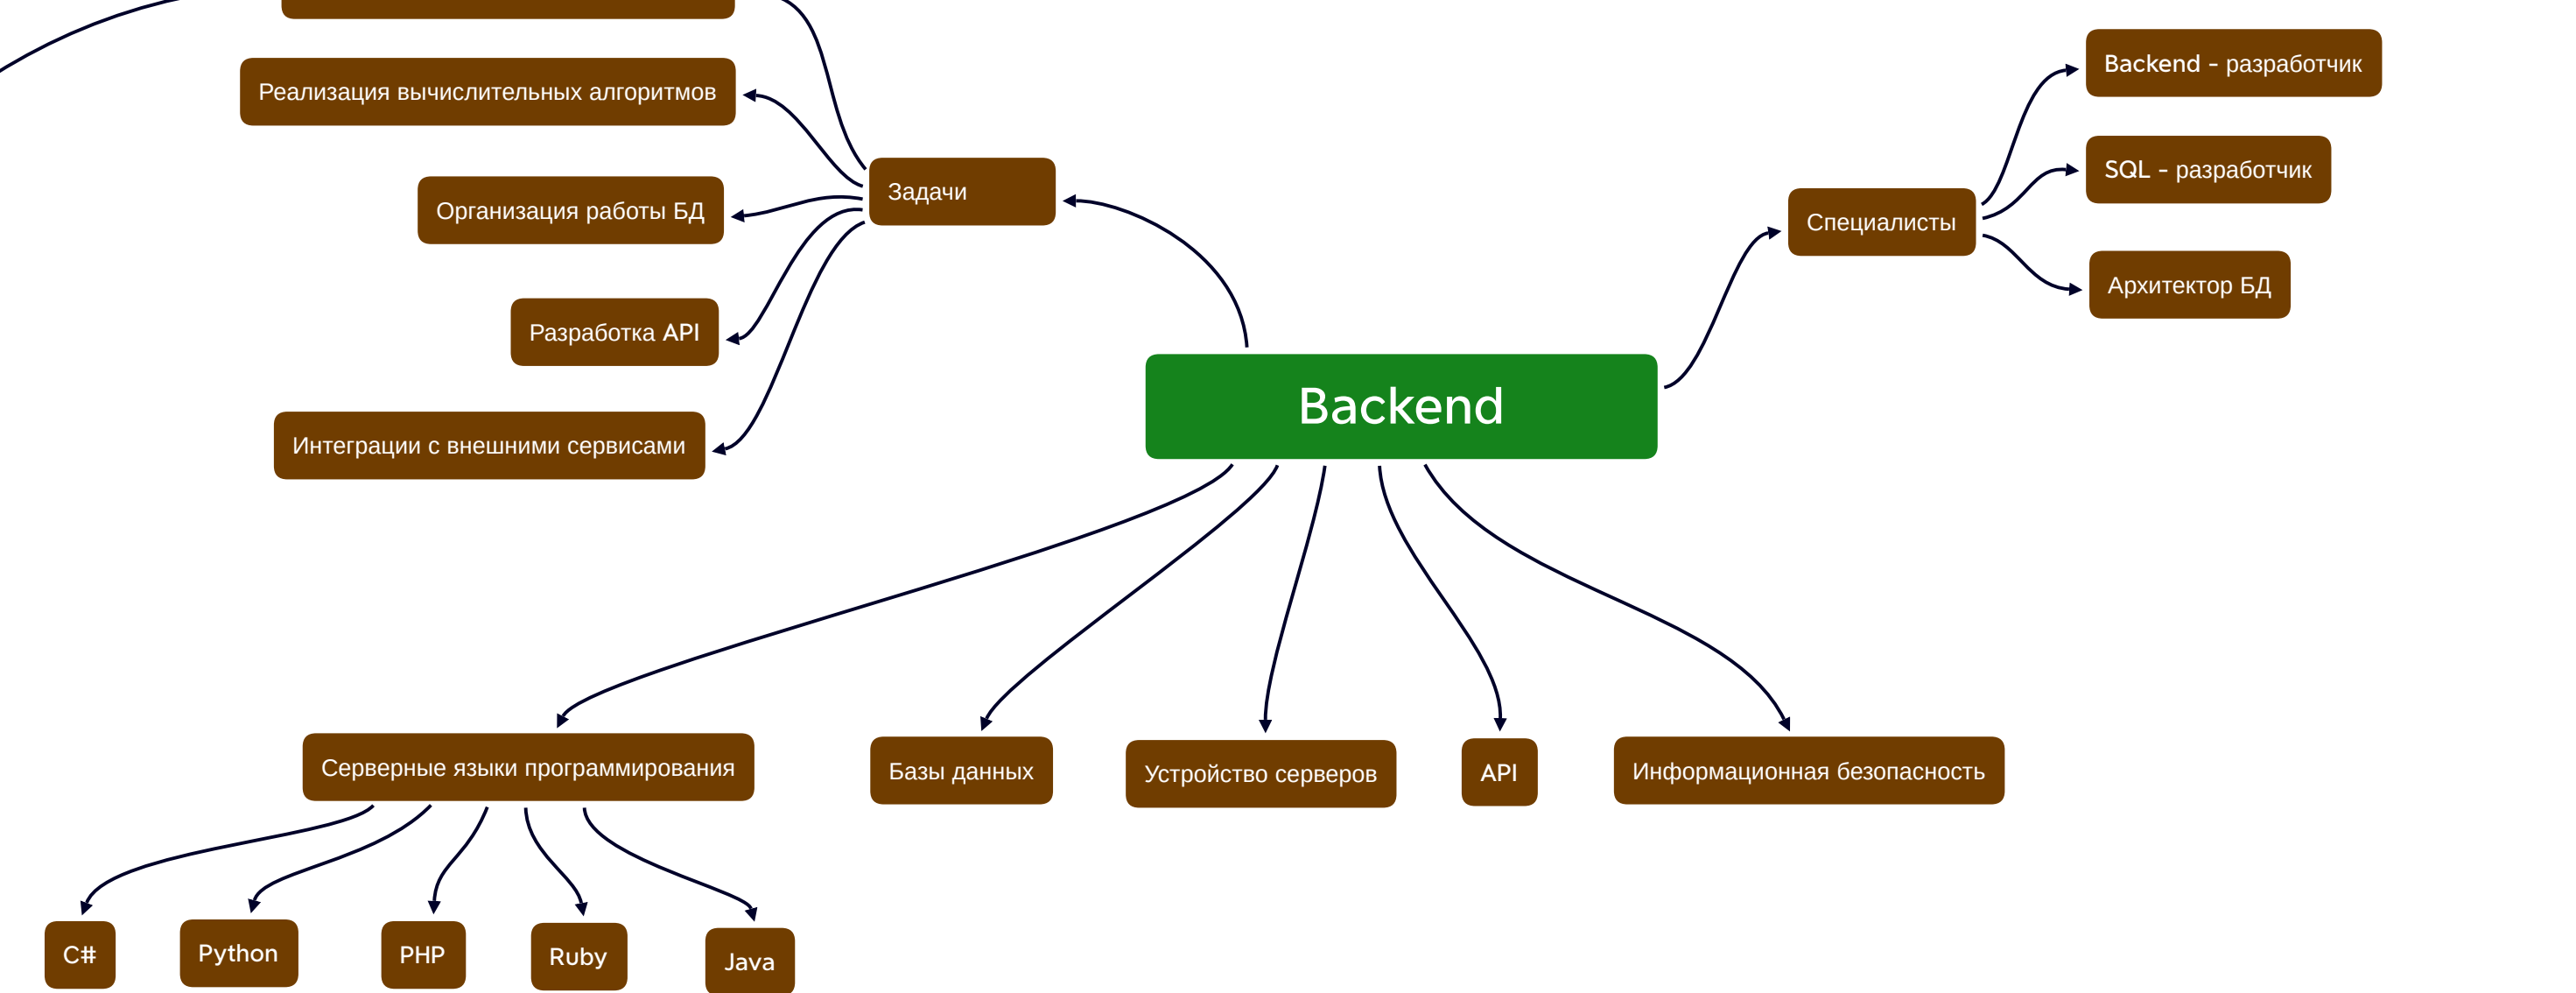 Backend - разработчик
Реализация вычислительных алгоритмов
SQL - разработчик
Задачи
Организация работы БД
Специалисты
Архитектор БД
Разработка API
Backend
Интеграции с внешними сервисами
Серверные языки программирования
Базы данных
Устройство серверов
API
Информационная безопасность
C#
Python
PHP
Ruby
Java